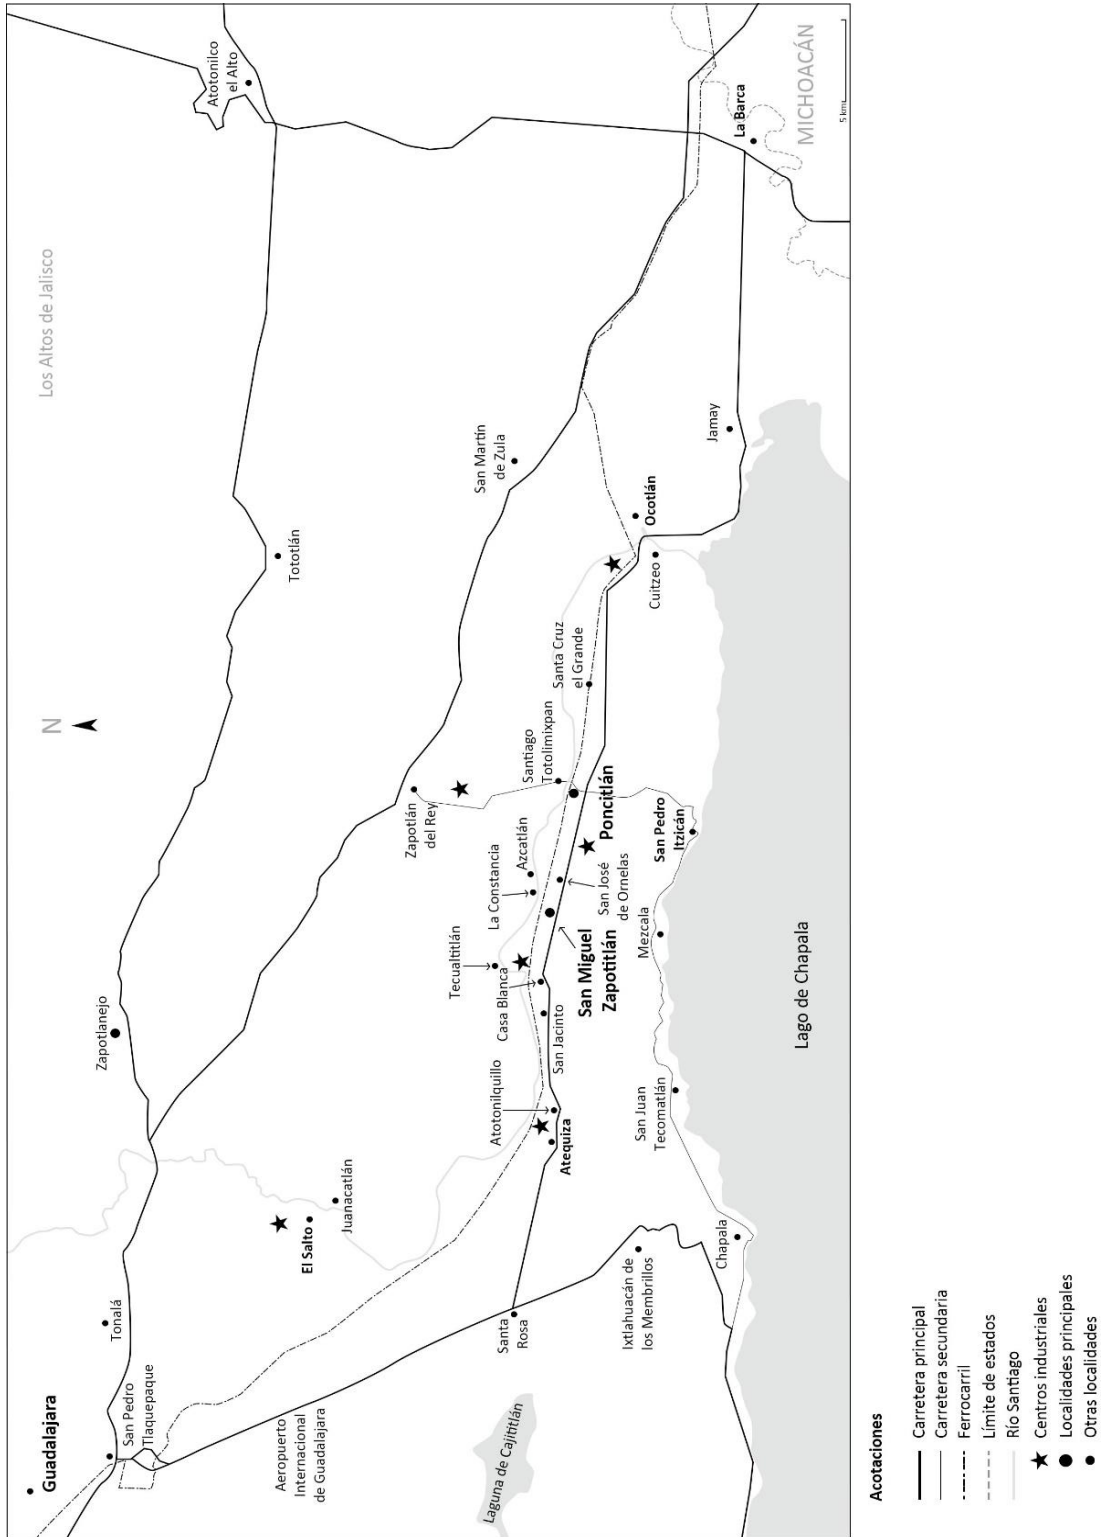 Guadalajara
San Pedro
Tlaquepaque
Tonalá
Aeropuerto
Internacional
de Guadalajara
El Salto
Juanacatlán
Zapotlanejo
N
Tototlán
Los Altos de Jalisco
Atotonilco
el Alto
Laguna de Cajititlán
Santa
Rosa
Ixtlahuacán de
los Membrillos
Chapala
Atequiza
Atotonilquillo
San Jacinto
Casa Blanca
Tecualtitlán
La Constancia
Azcatlán
San Miguel
Zapotitlán
San José
de Ornelas
Poncitlán
Zapotlán
del Rey
Santiago
Totolimixpan
Santa Cruz
el Grande
San Martín
de Zula
Ocotlán
Cuitzeo
Jamay
La Barca
MICHOACÁN
5 km
San Juan
Tecomatlán
Mezcala
San Pedro
Itzicán
Lago de Chapala
Acotaciones
Carretera principal
Carretera secundaria
Ferrocarril
Límite de estados
Río Santiago
Centros industriales
Localidades principales
Otras localidades